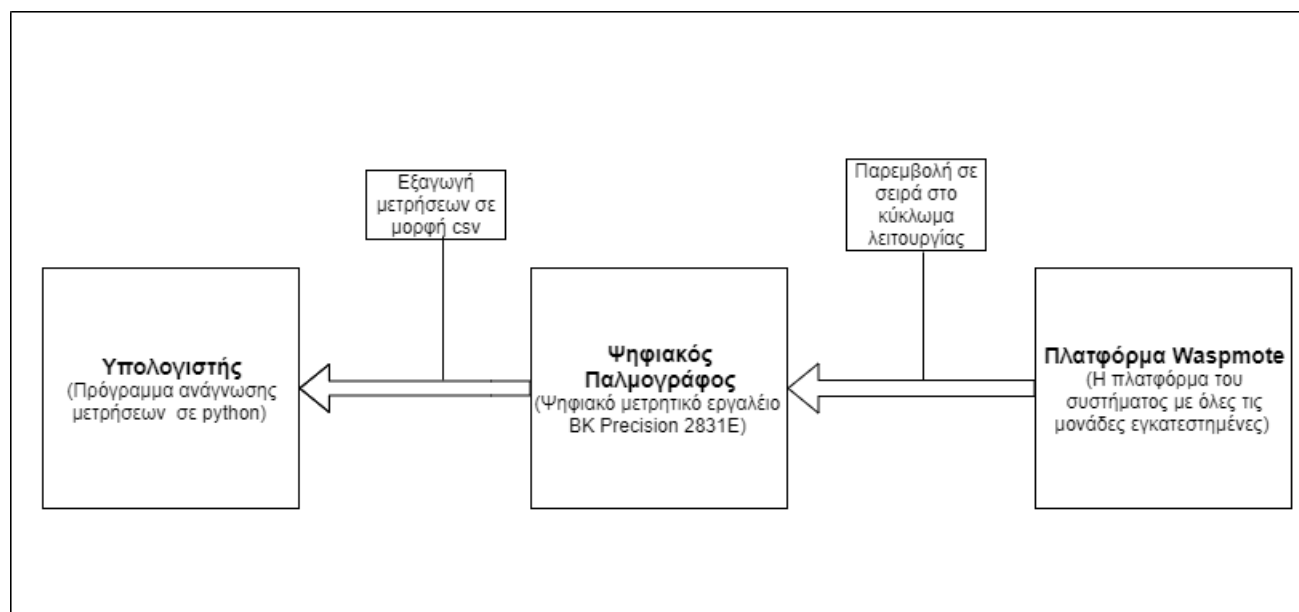 Εξαγωγή
μετρήσεων σε
μορφή csv
Παρεμβολή σε
σειρά στο
κύκλωμα
λειτουργίας
Υπολογιστής
(Πρόγραμμα ανάγνωσης
μετρήσεων σε python)
Ψηφιακός
Παλμογράφος
(Ψηφιακό μετρητικό εργαλείο
BK Precision 2831E)
Πλατφόρμα Waspmote
(Η πλατφόρμα του
συστήματος με όλες τις
μονάδες εγκατεστημένες)